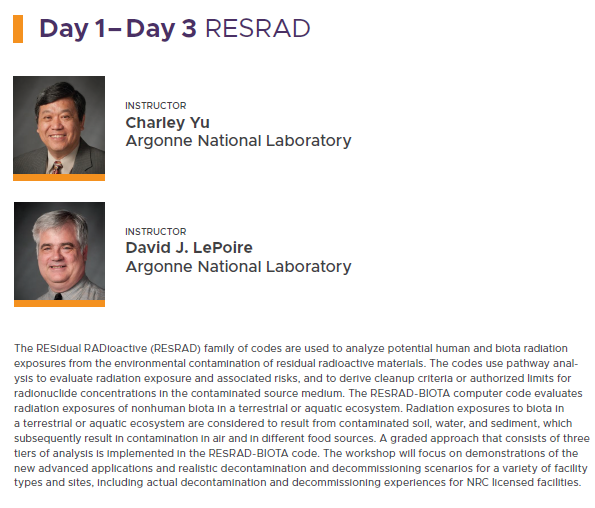 Day 1–Day 3 RESRAD
INSTRUCTOR
Charley Yu
Argonne National Laboratory
INSTRUCTOR
David J. LePoire
Argonne National Laboratory
The RESidual RADioactive (RESRAD) family of codes are used to analyze potential human and biota radiation
exposures from the environmental contamination of residual radioactive materials. The codes use pathway anal-
ysis to evaluate radiation exposure and associated risks, and to derive cleanup criteria or authorized limits for
radionuclide concentrations in the contaminated source medium. The RESRAD-BIOTA computer code evaluates
radiation exposures of nonhuman biota in a terrestrial or aquatic ecosystem. Radiation exposures to biota in
a terrestrial or aquatic ecosystem are considered to result from contaminated soil, water, and sediment, which
subsequently result in contamination in air and in different food sources. A graded approach that consists of three
tiers of analysis is implemented in the RESRAD-BIOTA code. The workshop will focus on demonstrations of the
new advanced applications and realistic decontamination and decommissioning scenarios for a variety of facility
types and sites, including actual decontamination and decommissioning experiences for NRC licensed facilities.